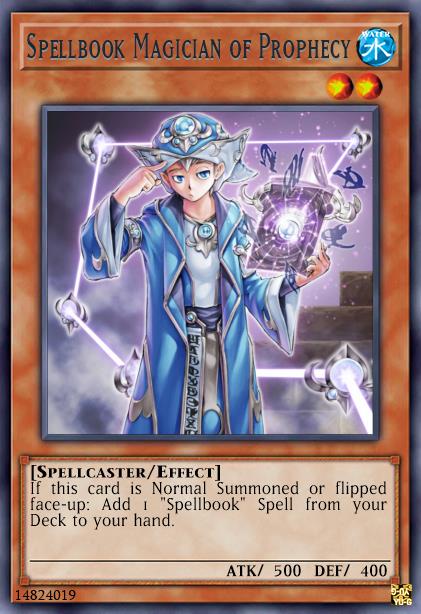 Spellbook Magician of Prophecy
WATER
水
[Spellcaster/Effect]
If this card is Normal Summoned or flipped
face-up: Add 1 "Spellbook" Spell from your
Deck to your hand.
ATK/ 500 DEF/ 400
14824019